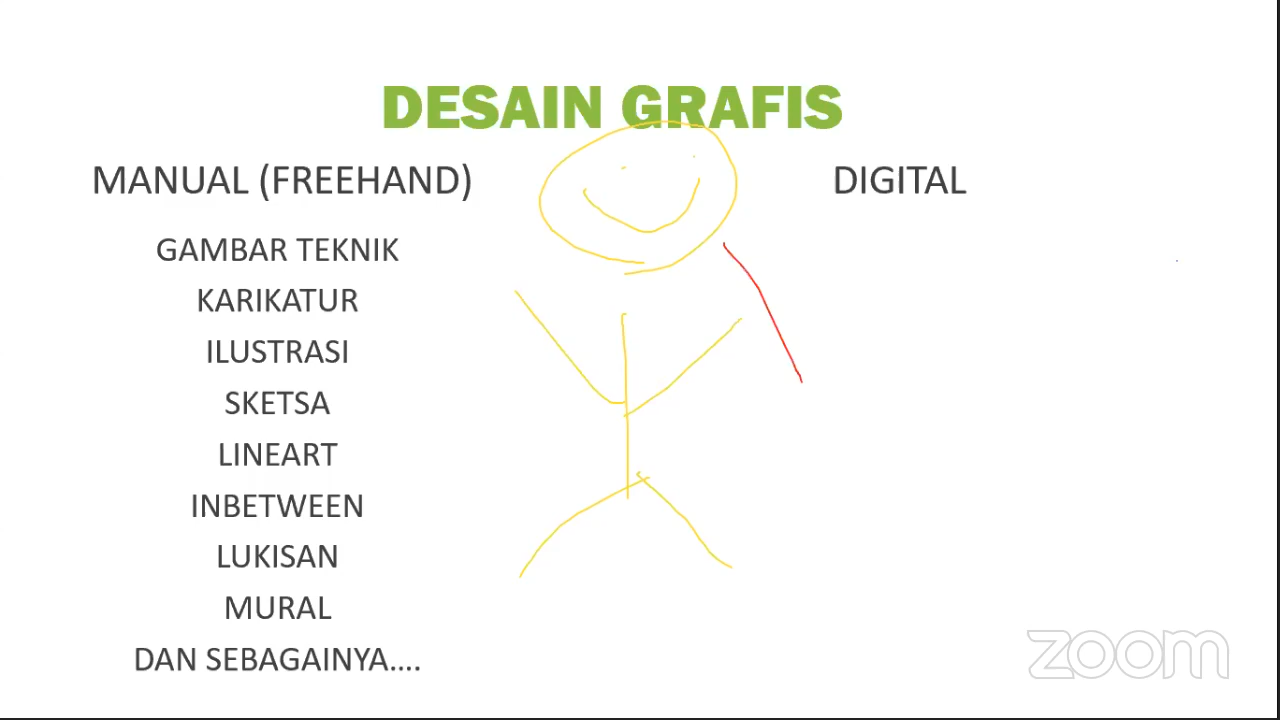 DESAIN GRAFIS
MANUAL (FREEHAND)
GAMBAR TEKNIK
KARIKATUR
ILUSTRASI
SKETSA
LINEART
INBETWEEN
LUKISAN
MURAL
DAN SEBAGAINYA....
DIGITAL
zoom